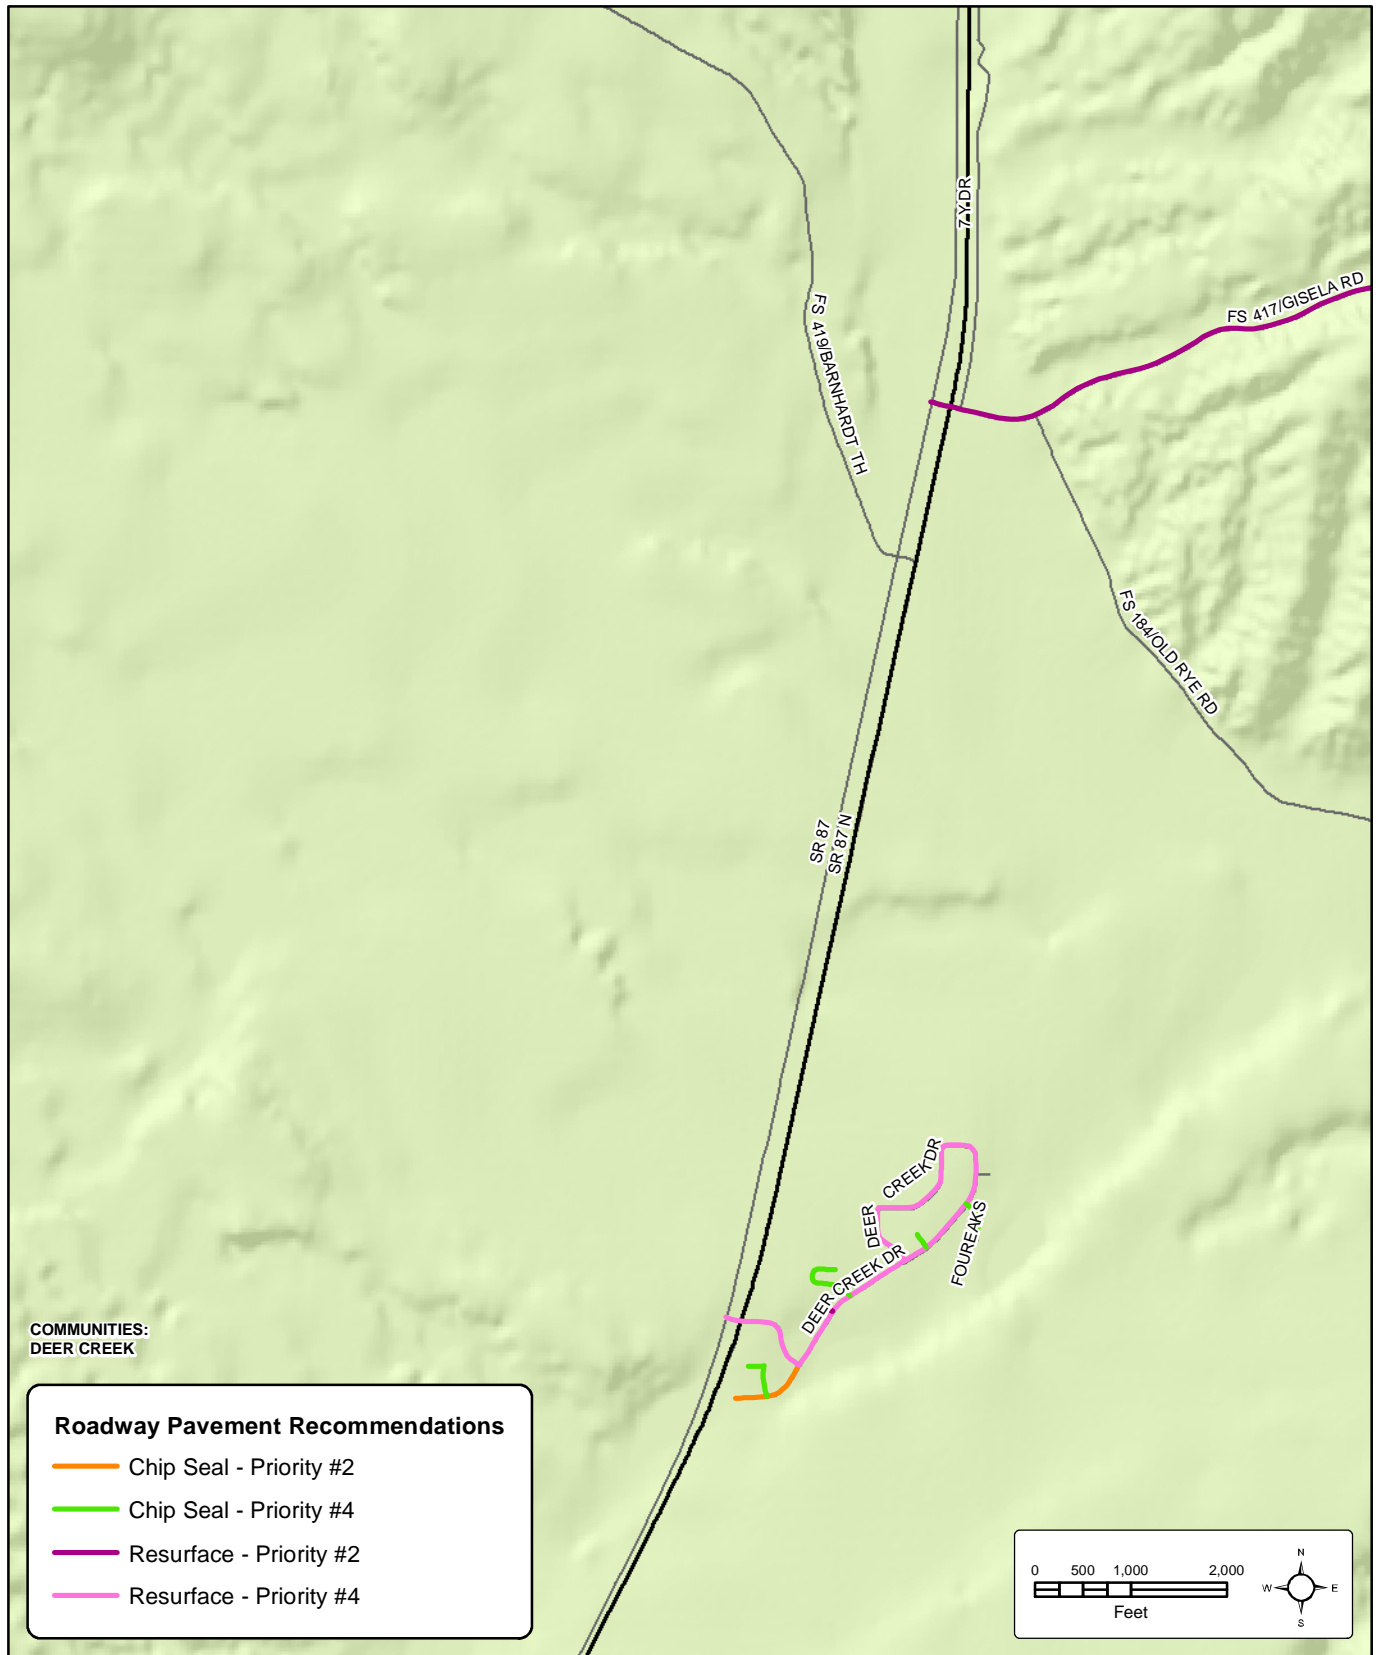 7 Y DR
FS 417/GISELA RD
FS 419/BARNHARDT TH
FS 184/OLD RYE RD
SR 87
SR 87 N
CREEK DR
DEER
FOUREAKS
DEER CREEK DR
COMMUNITIES:
DEER CREEK
Roadway Pavement Recommendations
Chip Seal - Priority #2
Chip Seal - Priority #4
Resurface - Priority #2
Resurface - Priority #4
0 500 1,000 2,000
Feet
N
W E
S